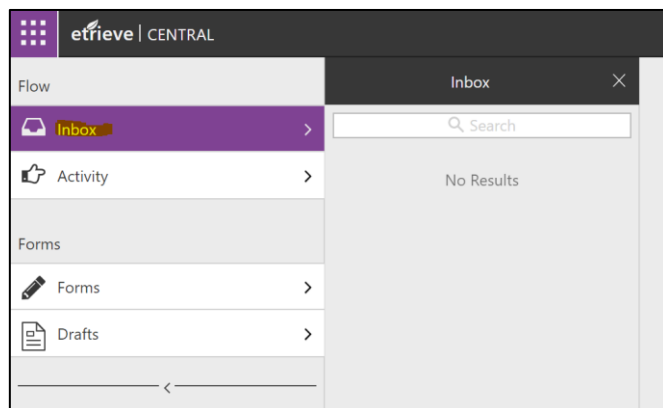 etrieve | CENTRAL
Flow
Inbox
Activity
Forms
Forms
Drafts
Inbox
Search
No Results